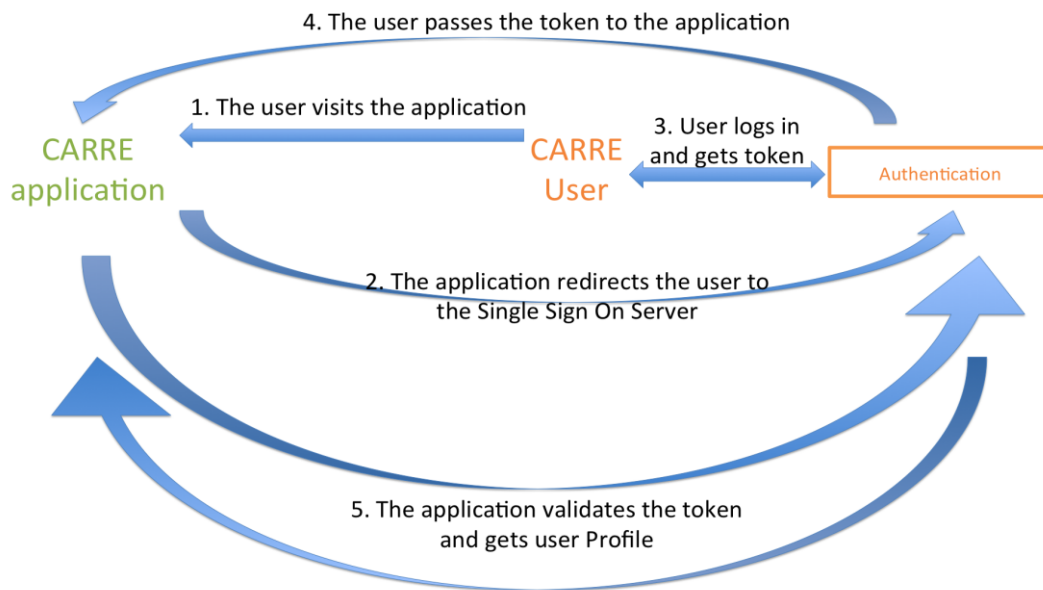 4. The user passes the token to the application
1. The user visits the application
3. User logs in
and gets token
CARRE
application
CARRE
User
Authentication
2. The application redirects the user to
the Single Sign On Server
5. The application validates the token
and gets user Profile